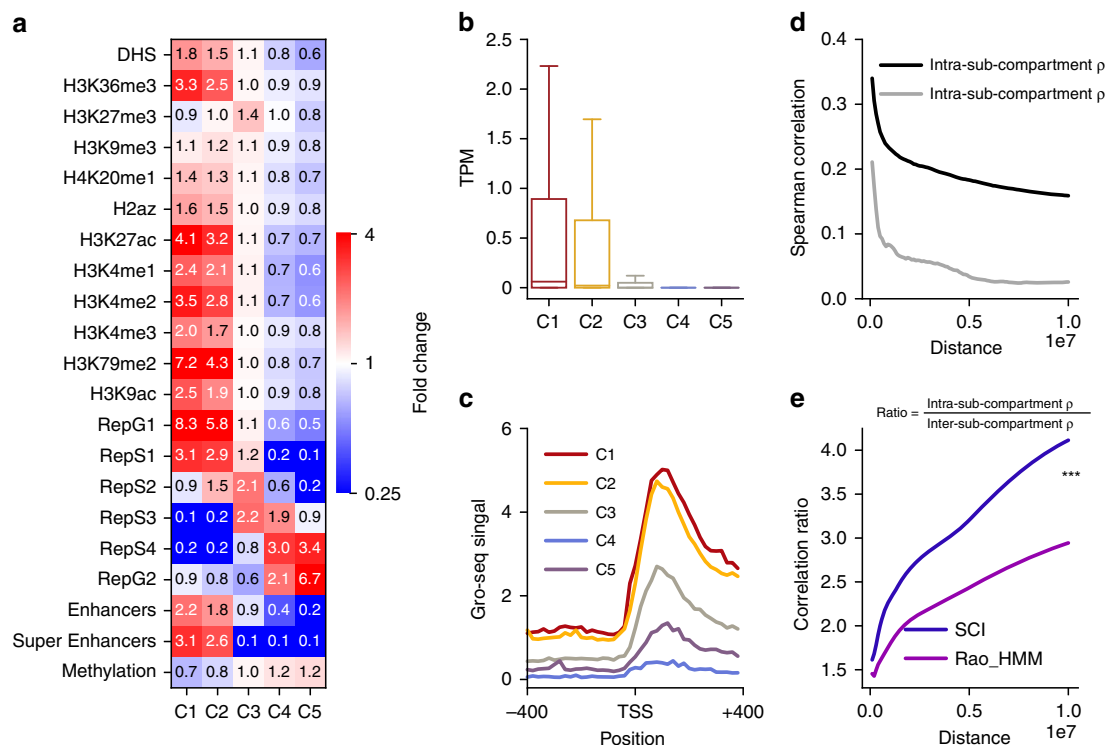 a
DHS 1.8 1.5 1.1 0.8 0.6
H3K36me3 3.3 2.5 1.0 0.9 0.9
H3K27me3 0.9 1.0 1.4 1.0 0.8
H3K9me3 1.1 1.2 1.1 0.9 0.8
H4K20me1 1.4 1.3 1.1 0.8 0.7
H2az 1.6 1.5 1.0 0.9 0.8
H3K27ac 4.1 3.2 1.1 0.7 0.7
H3K4me1 2.4 2.1 1.1 0.7 0.6
H3K4me2 3.5 2.8 1.1 0.7 0.6
H3K4me3 2.0 1.7 1.0 0.9 0.8
H3K79me2 7.2 4.3 1.0 0.8 0.7
H3K9ac 2.5 1.9 1.0 0.9 0.8
RepG1 8.3 5.8 1.1 0.6 0.5
RepS1 3.1 2.9 1.2 0.2 0.1
RepS2 0.9 1.5 2.1 0.6 0.2
RepS3 0.1 0.2 2.2 1.9 0.9
RepS4 0.2 0.2 0.8 3.0 3.4
RepG2 0.9 0.8 0.6 2.1 6.7
Enhancers 2.2 1.8 0.9 0.4 0.2
Super Enhancers 3.1 2.6 0.1 0.1 0.1
Methylation 0.7 0.8 1.0 1.2 1.2
C1 C2 C3 C4 C5
4
1
0.25
Fold change
b
2.5
2.0
1.5
1.0
0.5
0.0
TPM
C1 C2 C3 C4 C5
c
6
4
2
0
Gro-seq singal
C1
C2
C3
C4
C5
−400 TSS +400
Position
d
0.4
0.3
0.2
0.1
0.0
Spearman correlation
Intra-sub-compartment ρ
Intra-sub-compartment ρ
0.0 0.5 1.0
1e7
Distance
e
Ratio = Intra-sub-compartment ρ
Inter-sub-compartment ρ
4.0
3.5
3.0
2.5
2.0
1.5
Correlation ratio
***
SCI
Rao_HMM
0.0 0.5 1.0
1e7
Distance